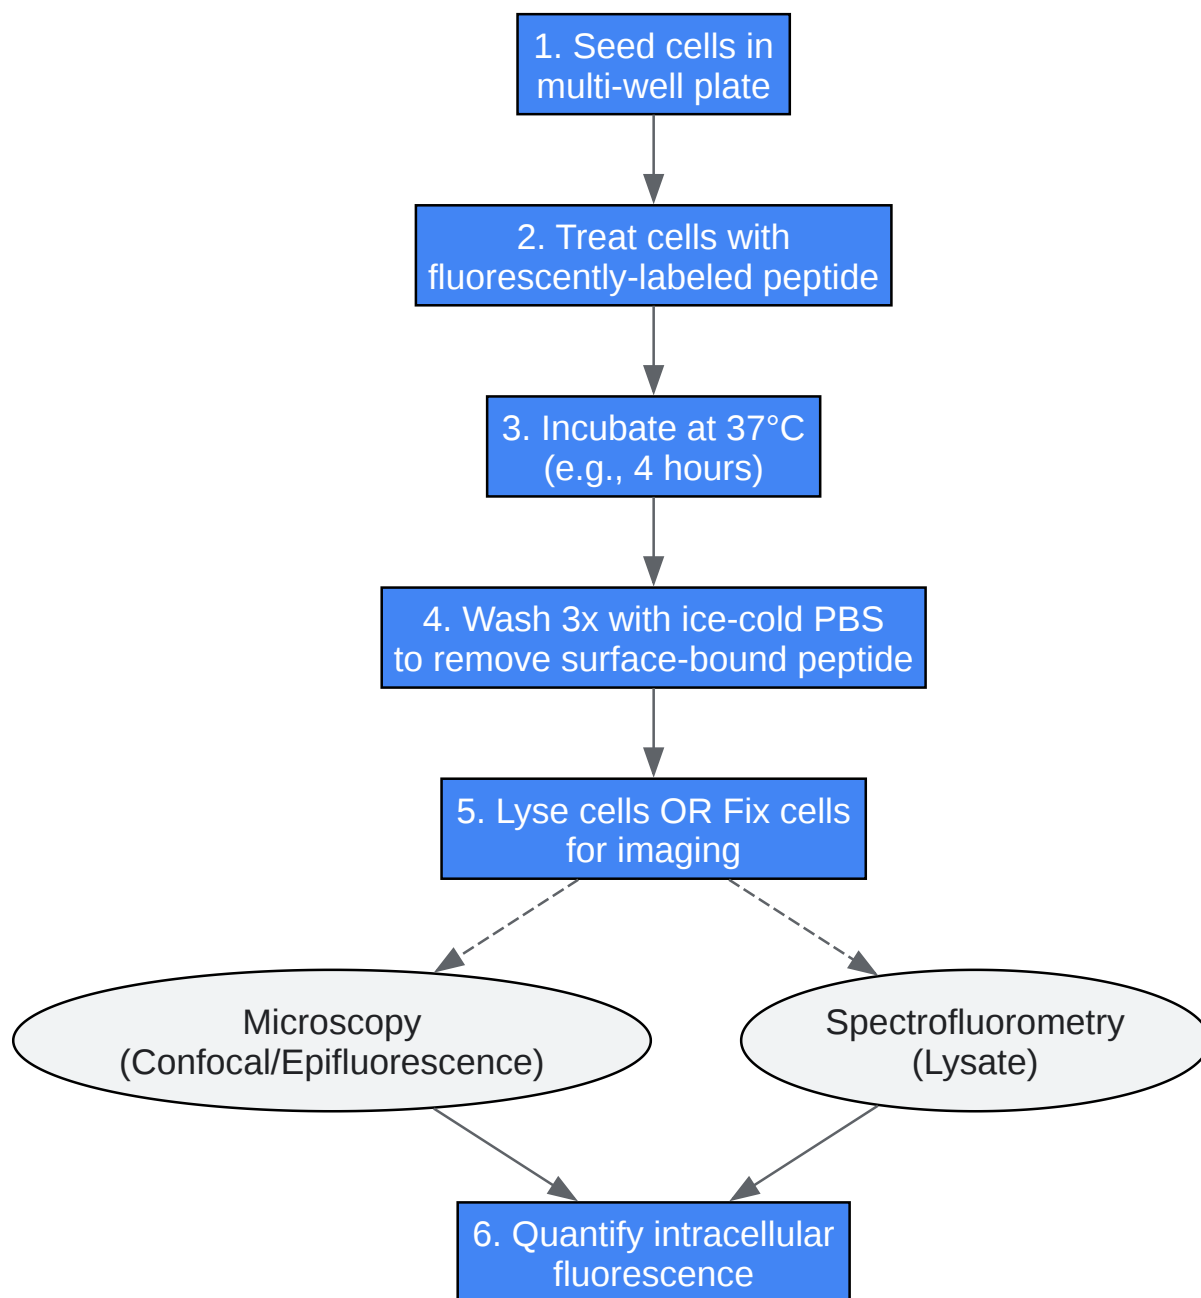 1. Seed cells in
multi-well plate
2. Treat cells with
fluorescently-labeled peptide
3. Incubate at 37°C
(e.g., 4 hours)
4. Wash 3x with ice-cold PBS
to remove surface-bound peptide
5. Lyse cells OR Fix cells
for imaging
Microscopy
(Confocal/Epifluorescence)
Spectrofluorometry
(Lysate)
6. Quantify intracellular
fluorescence